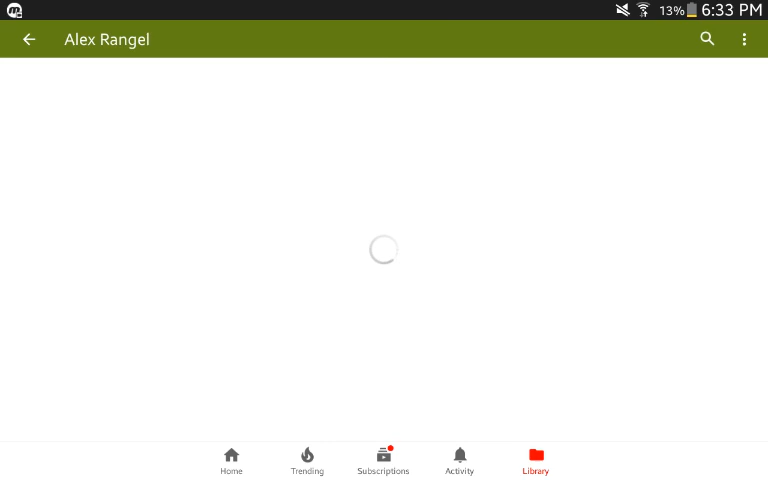 13% 6:33 PM
Alex Rangel
Home Trending Subscriptions Activity Library